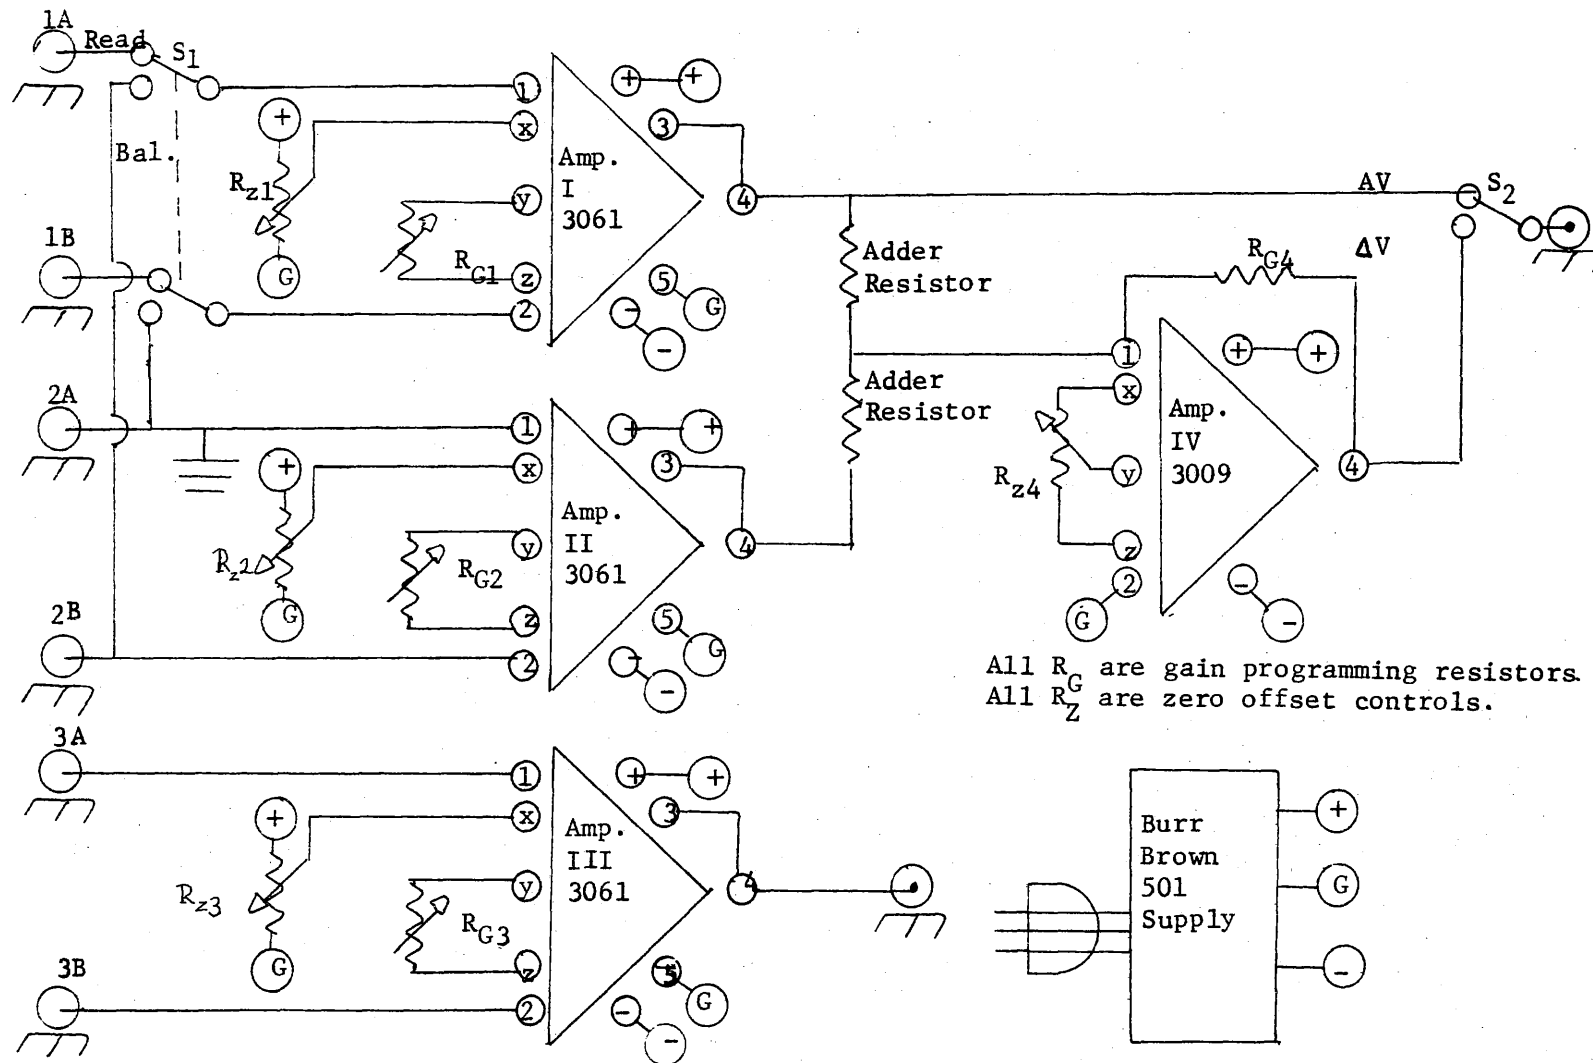 1A
Read
S1
1
x
Bal.
Rz1
+
G
y
RG1
z
2
Amp.
I
3061
+
+
3
4
5
G
-
-
1B
AV
S2
ΔV
Adder
Resistor
Adder
Resistor
RG4
1
x
y
z
2
G
Rz4
Amp.
IV
3009
+
+
4
-
-
2A
1
x
+
Rz2
G
y
RG2
z
2
Amp.
II
3061
+
+
3
4
5
G
-
-
2B
All RG are gain programming resistors.
All RZ are zero offset controls.
3A
1
x
+
Rz3
G
y
RG3
z
2
Amp.
III
3061
+
+
3
4
5
G
-
-
3B
Burr
Brown
501
Supply
+
G
-